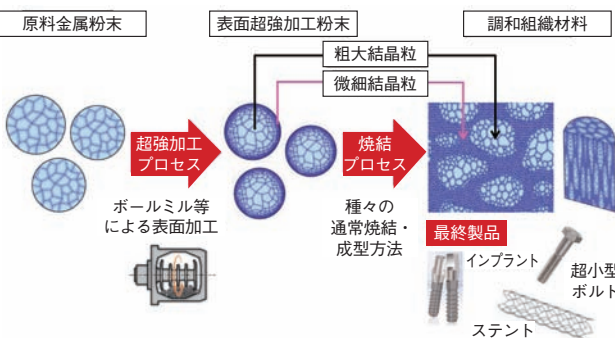 原料金属粉末
表面超強加工粉末
調和組織材料
粗大結晶粒
微細結晶粒
超強加工
プロセス
焼結
プロセス
ボールミル等
による表面加工
種々の
通常焼結・
成型方法
最終製品
インプラント
超小型
ボルト
ステント